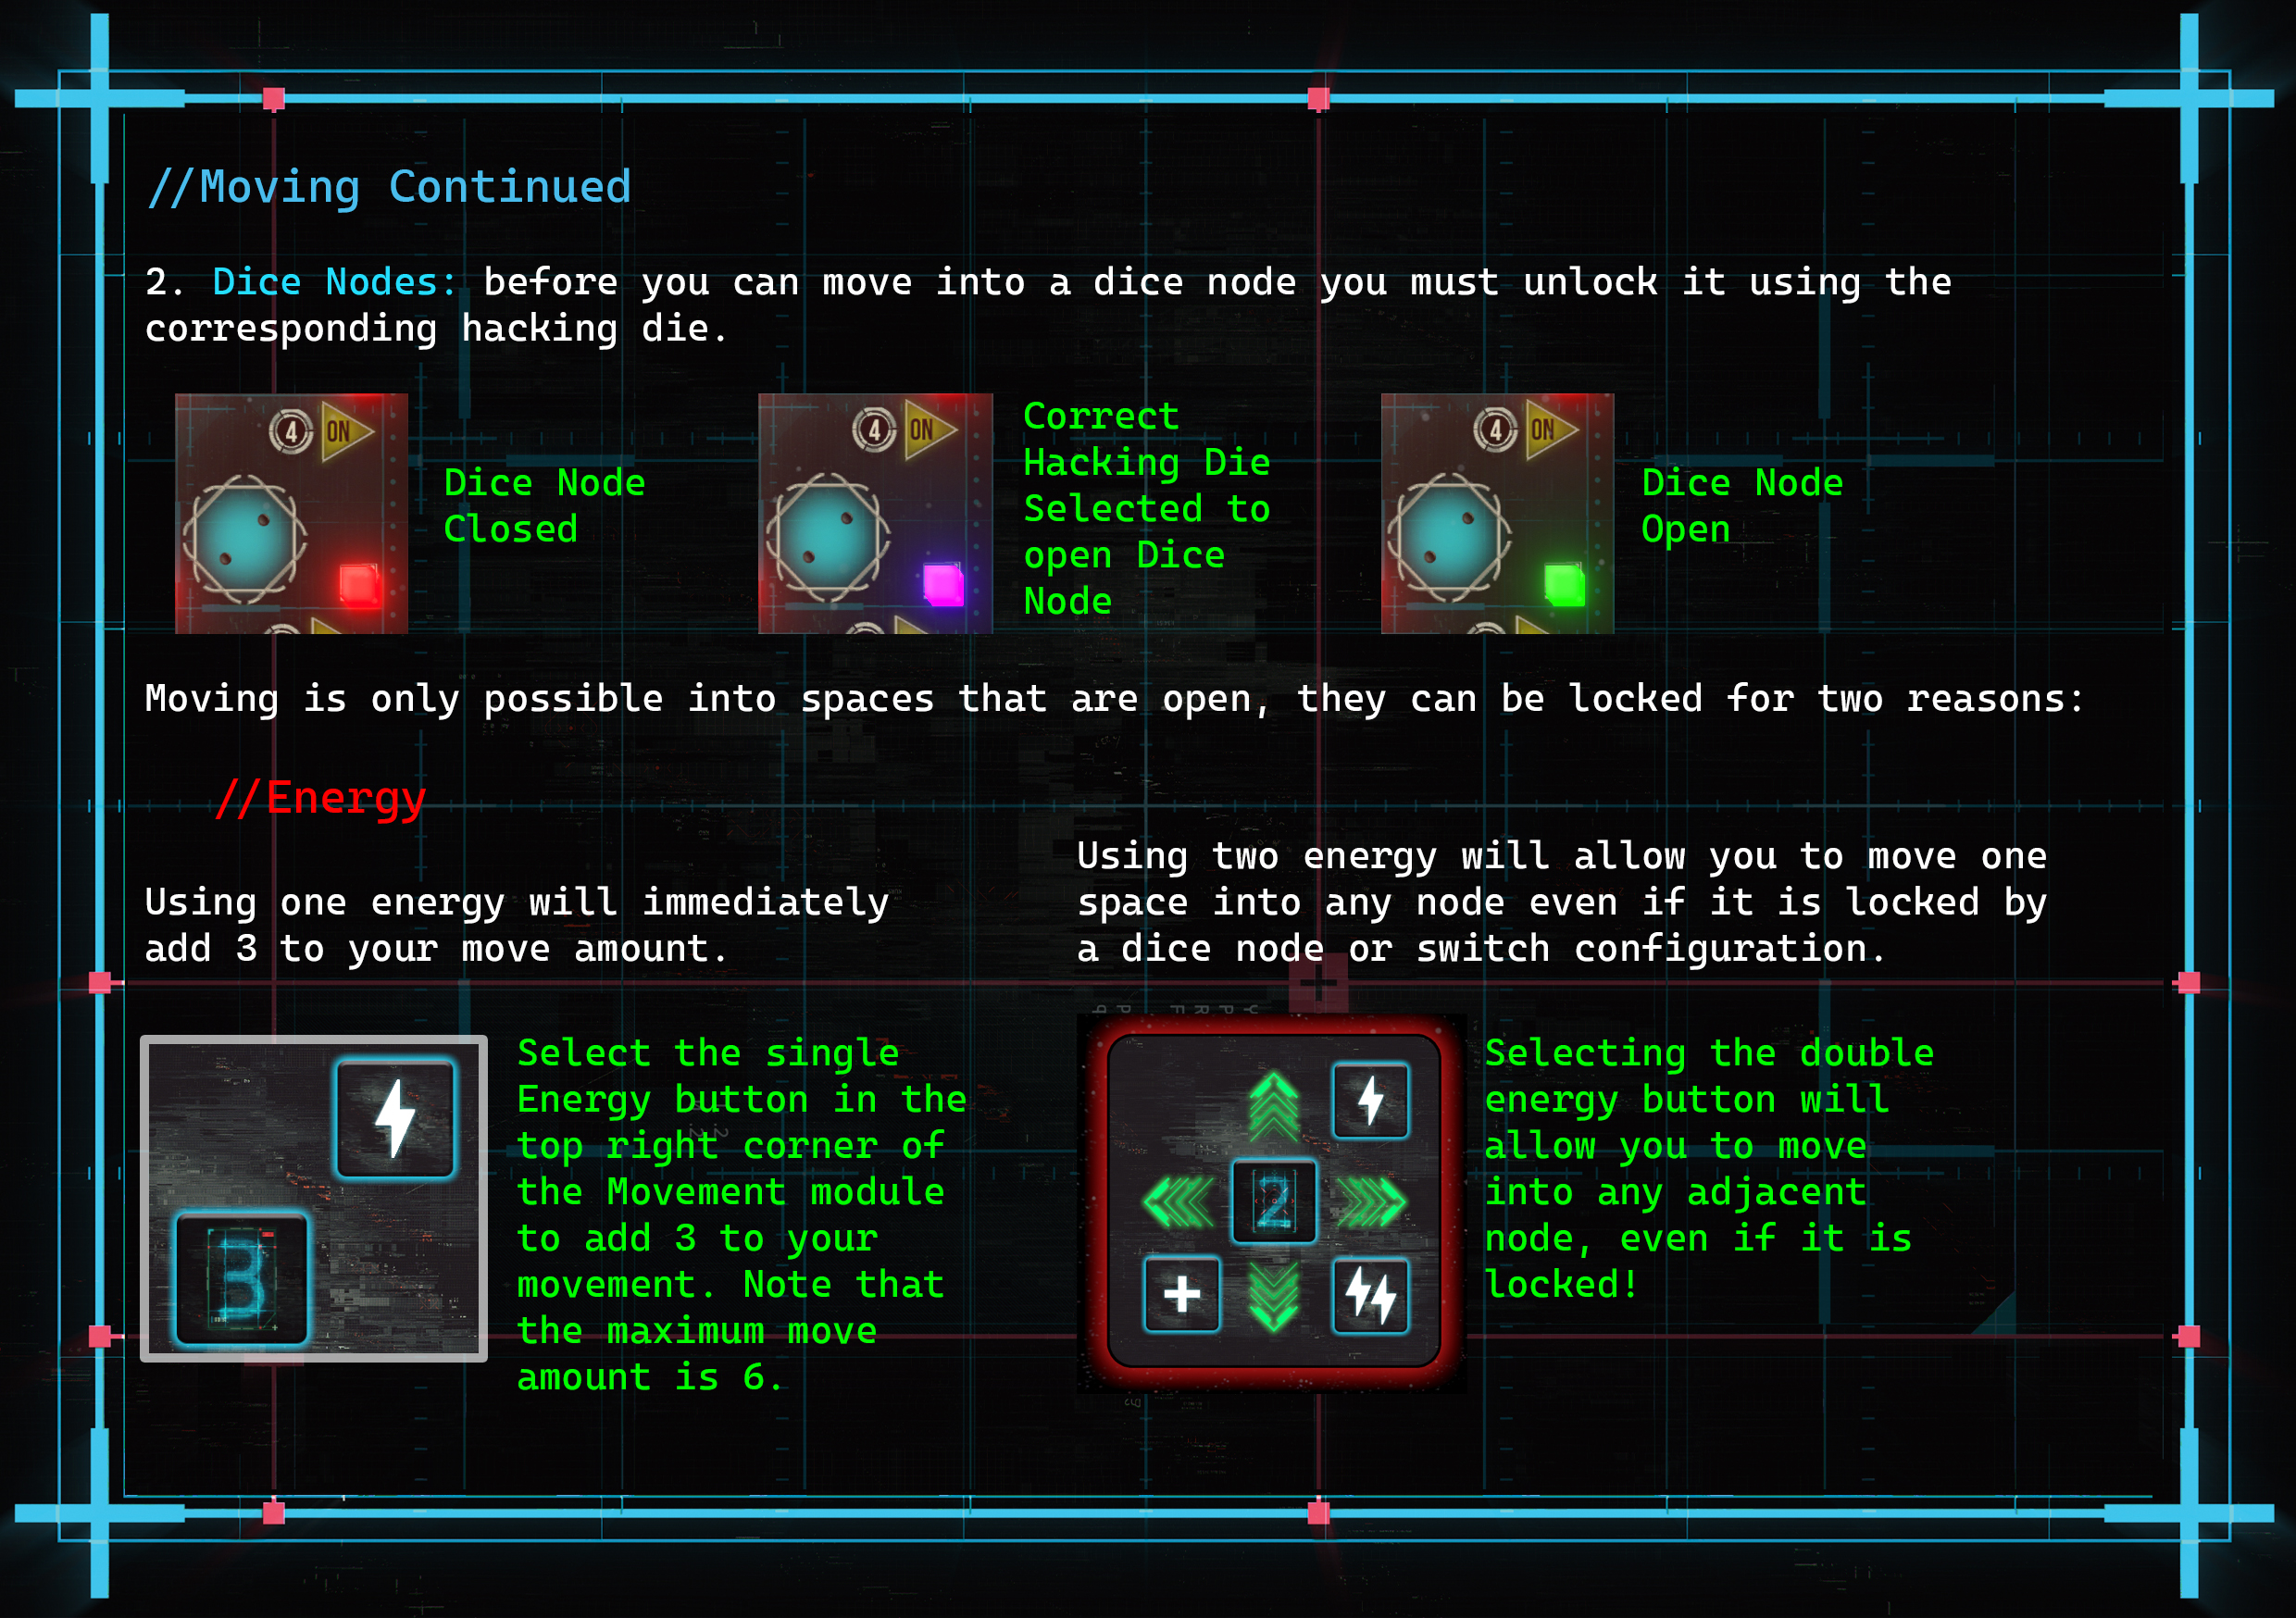 //Moving Continued
2. Dice Nodes: before you can move into a dice node you must unlock it using the
corresponding hacking die.
4 ON
Dice Node
Closed
4 ON
Correct
Hacking Die
Selected to
open Dice
Node
4 ON
Dice Node
Open
Moving is only possible into spaces that are open, they can be locked for two reasons:
//Energy
Using one energy will immediately
add 3 to your move amount.
Using two energy will allow you to move one
space into any node even if it is locked by
a dice node or switch configuration.
3
Select the single
Energy button in the
top right corner of
the Movement module
to add 3 to your
movement. Note that
the maximum move
amount is 6.
2
+
Selecting the double
energy button will
allow you to move
into any adjacent
node, even if it is
locked!